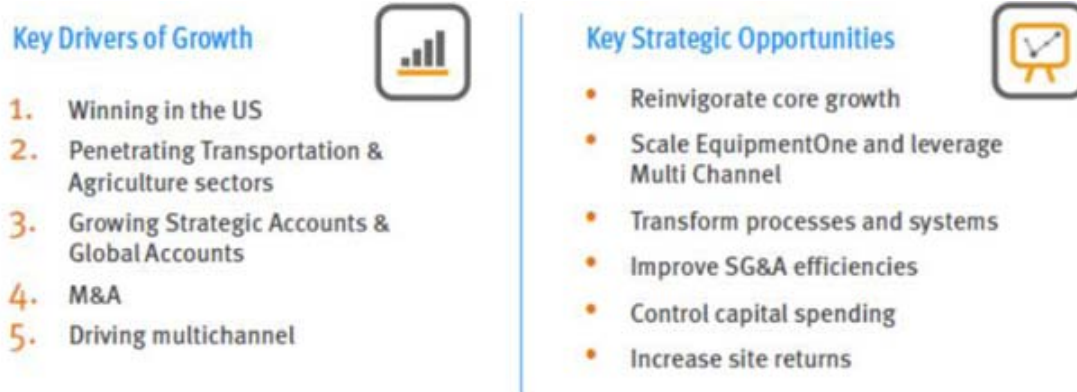 Key Drivers of Growth
1. Winning in the US
2. Penetrating Transportation &
Agriculture sectors
3. Growing Strategic Accounts &
Global Accounts
4. M&A
5. Driving multichannel
Key Strategic Opportunities
• Reinvigorate core growth
• Scale EquipmentOne and leverage
Multi Channel
• Transform processes and systems
• Improve SG&A efficiencies
• Control capital spending
• Increase site returns